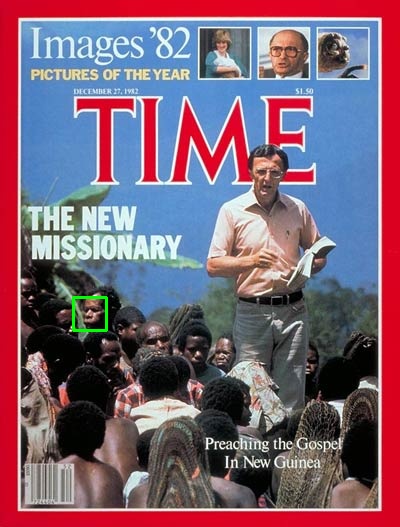 Images '82
PICTURES OF THE YEAR
DECEMBER 27, 1982
$1.50
TIME
THE NEW
MISSIONARY
Preaching the Gospel
In New Guinea